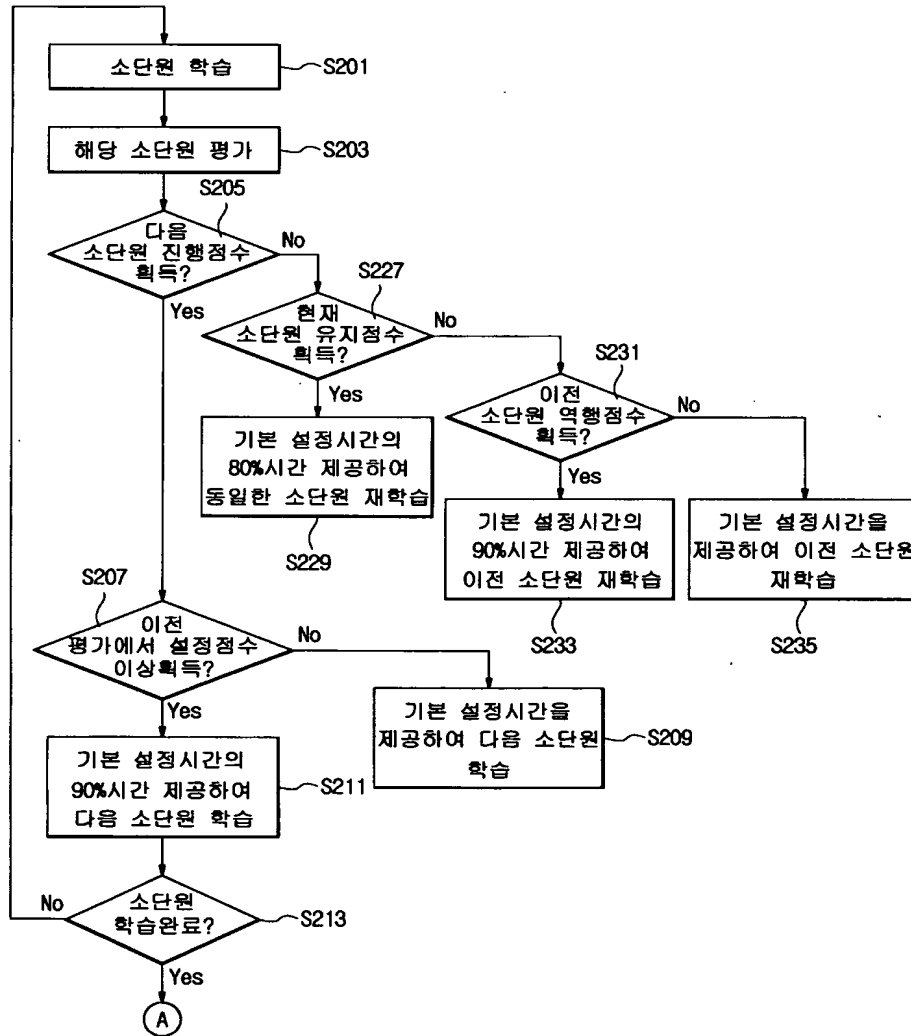 소단원 학습
S201
해당 소단원 평가
S203
S205
다음
소단원 진행점수
획득?
No
Yes
S227
현재
소단원 유지점수
획득?
No
Yes
S231
이전
소단원 역행점수
획득?
No
Yes
기본 설정시간의
80%시간 제공하여
동일한 소단원 재학습
S229
기본 설정시간의
90%시간 제공하여
이전 소단원 재학습
S233
기본 설정시간을
제공하여 이전 소단원
재학습
S235
S207
이전
평가에서 설정점수
이상획득?
No
Yes
기본 설정시간을
제공하여 다음 소단원
학습
S209
기본 설정시간의
90%시간 제공하여
다음 소단원 학습
S211
소단원
학습완료?
S213
No
Yes
A